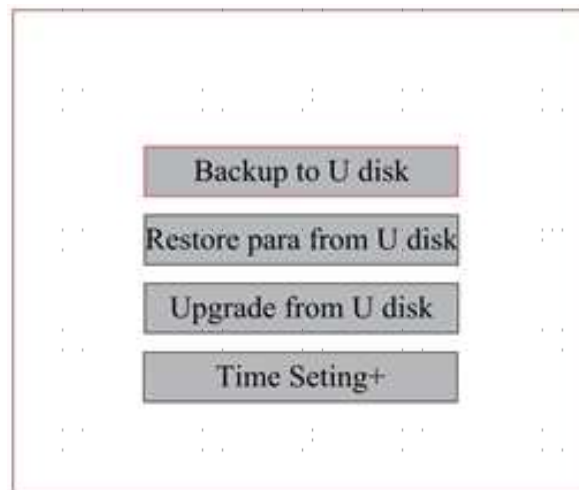 Backup to U disk
Restore para from U disk
Upgrade from U disk
Time Seting+